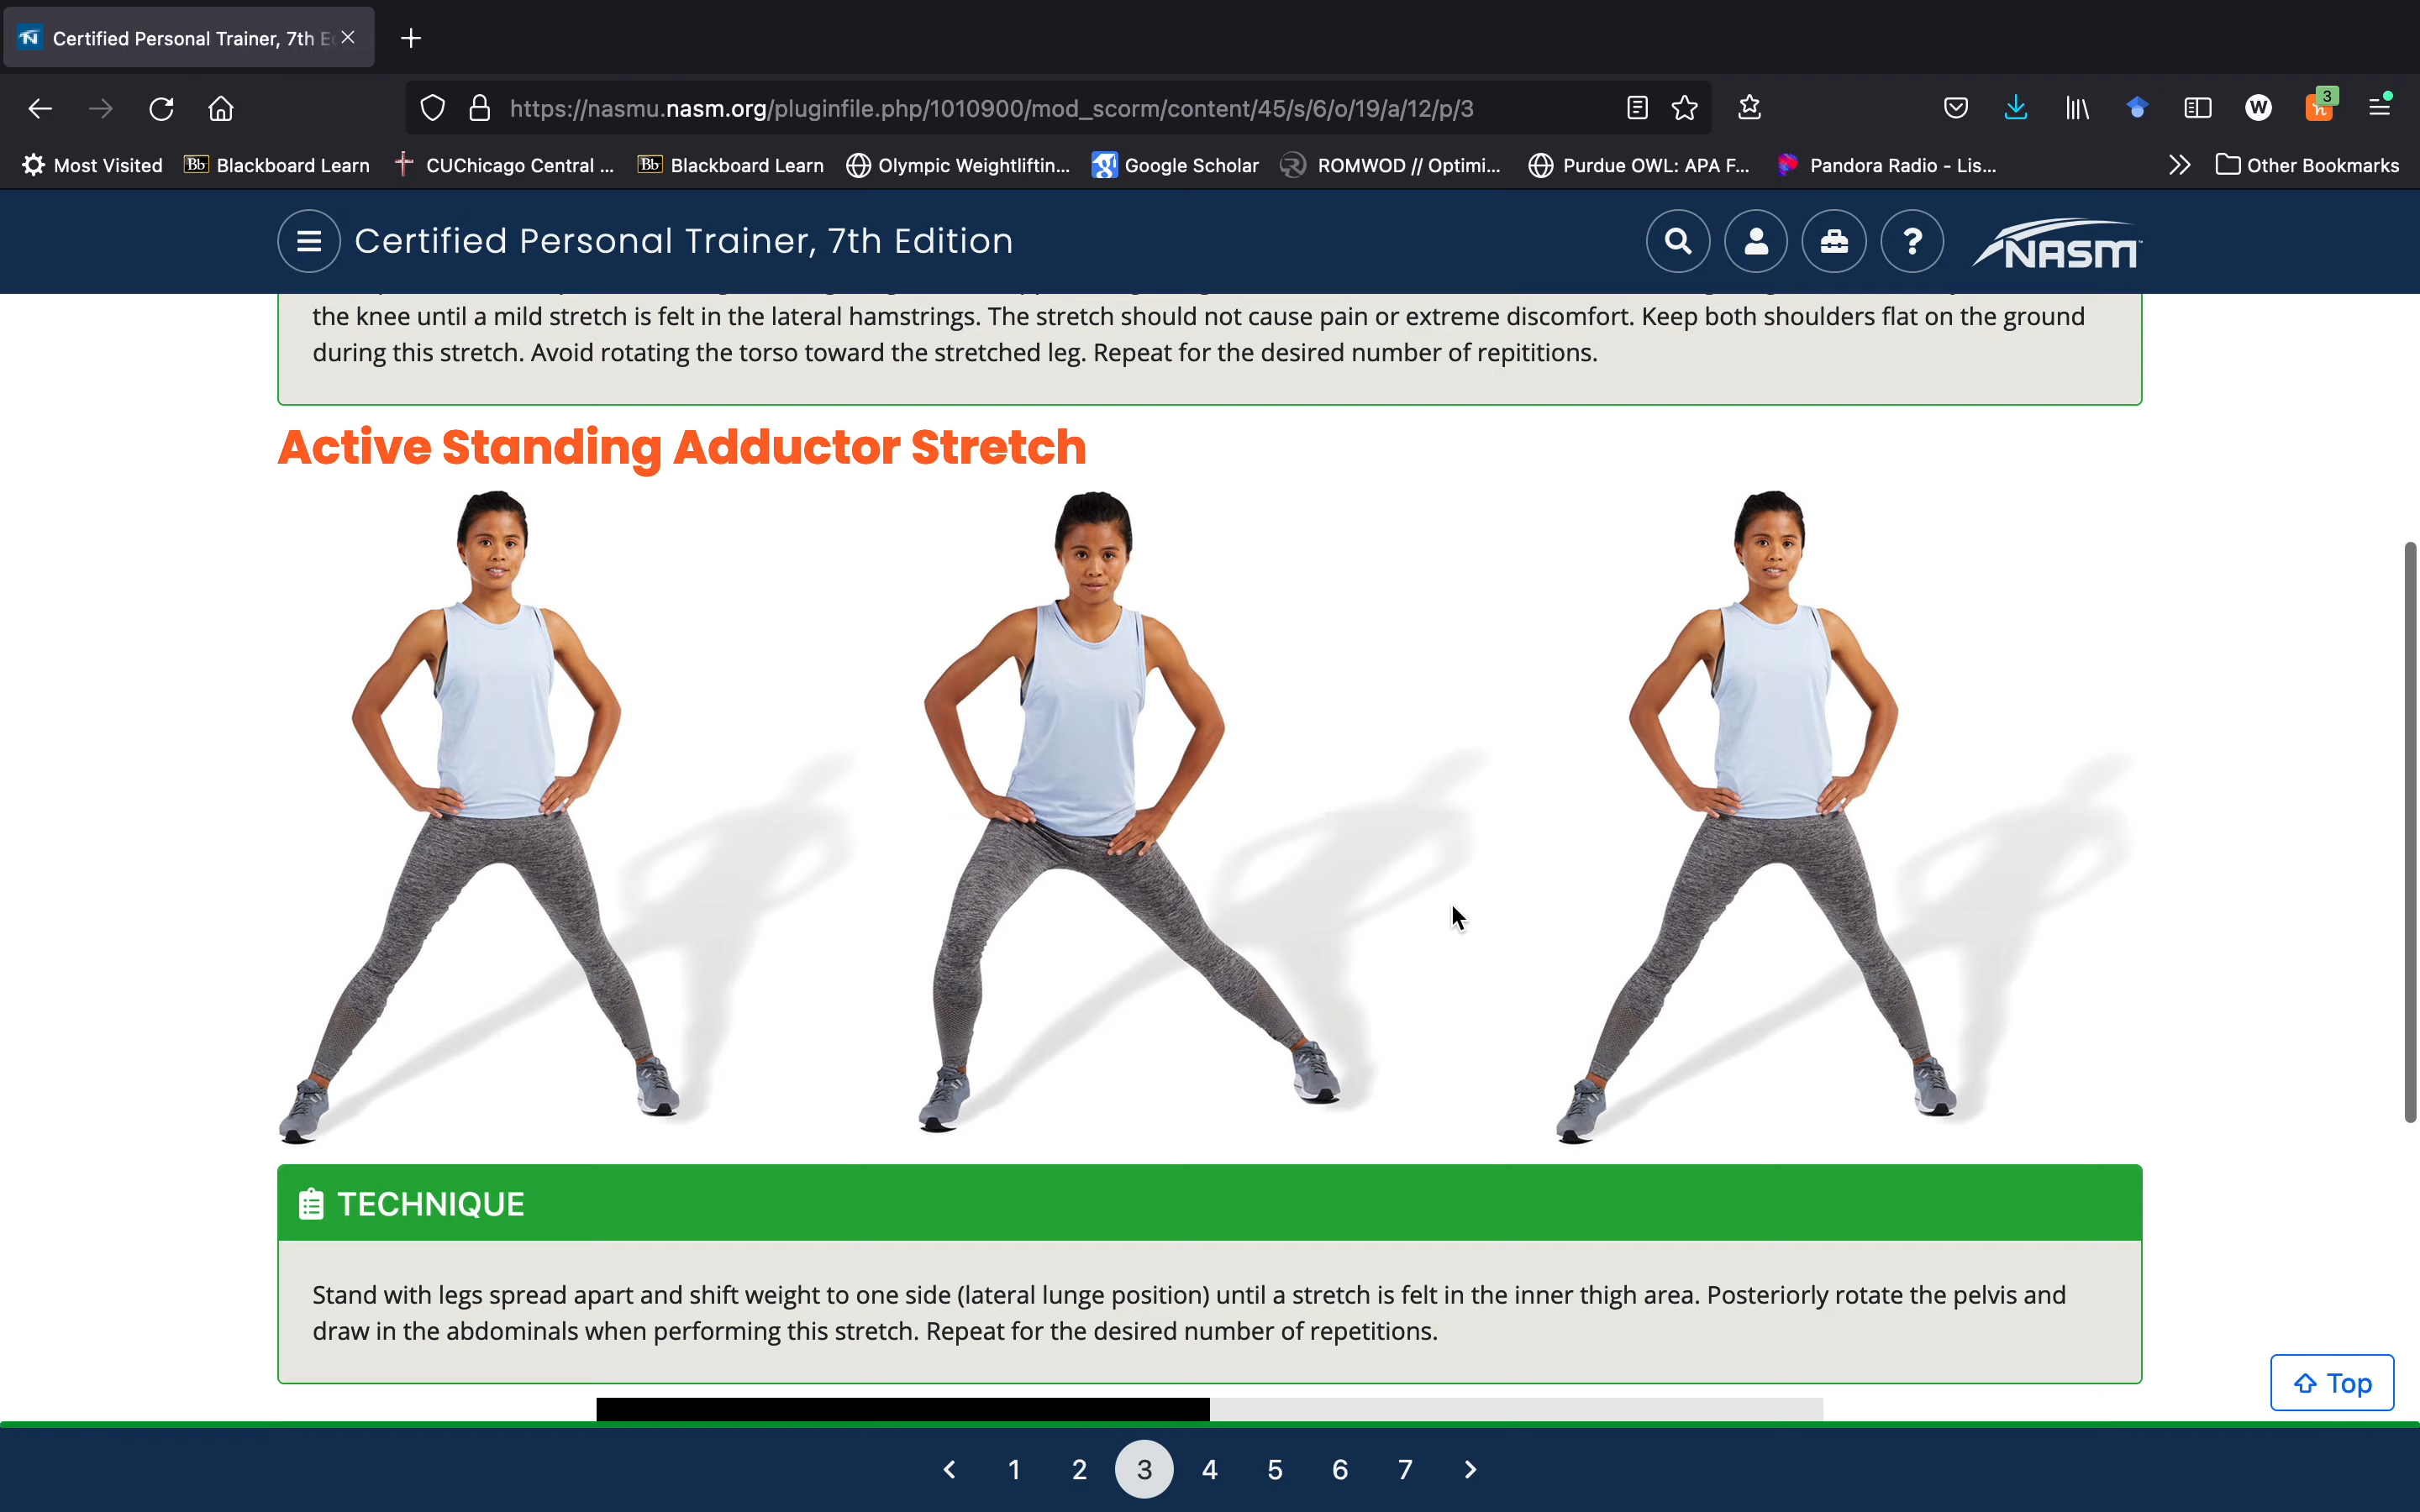 Certified Personal Trainer, 7th E
https://nasmu.nasm.org/pluginfile.php/1010900/mod_scorm/content/45/s/6/o/19/a/12/p/3
W
3
Most Visited
Bb Blackboard Learn
CUChicago Central ...
Bb Blackboard Learn
Olympic Weightliftin...
Google Scholar
ROMWOD // Optimi...
Purdue OWL: APA F...
Pandora Radio - Lis...
Other Bookmarks
Certified Personal Trainer, 7th Edition
?
NASM
the knee until a mild stretch is felt in the lateral hamstrings. The stretch should not cause pain or extreme discomfort. Keep both shoulders flat on the ground
during this stretch. Avoid rotating the torso toward the stretched leg. Repeat for the desired number of repititions.
Active Standing Adductor Stretch
TECHNIQUE
Stand with legs spread apart and shift weight to one side (lateral lunge position) until a stretch is felt in the inner thigh area. Posteriorly rotate the pelvis and
draw in the abdominals when performing this stretch. Repeat for the desired number of repetitions.
Top
1 2 3 4 5 6 7